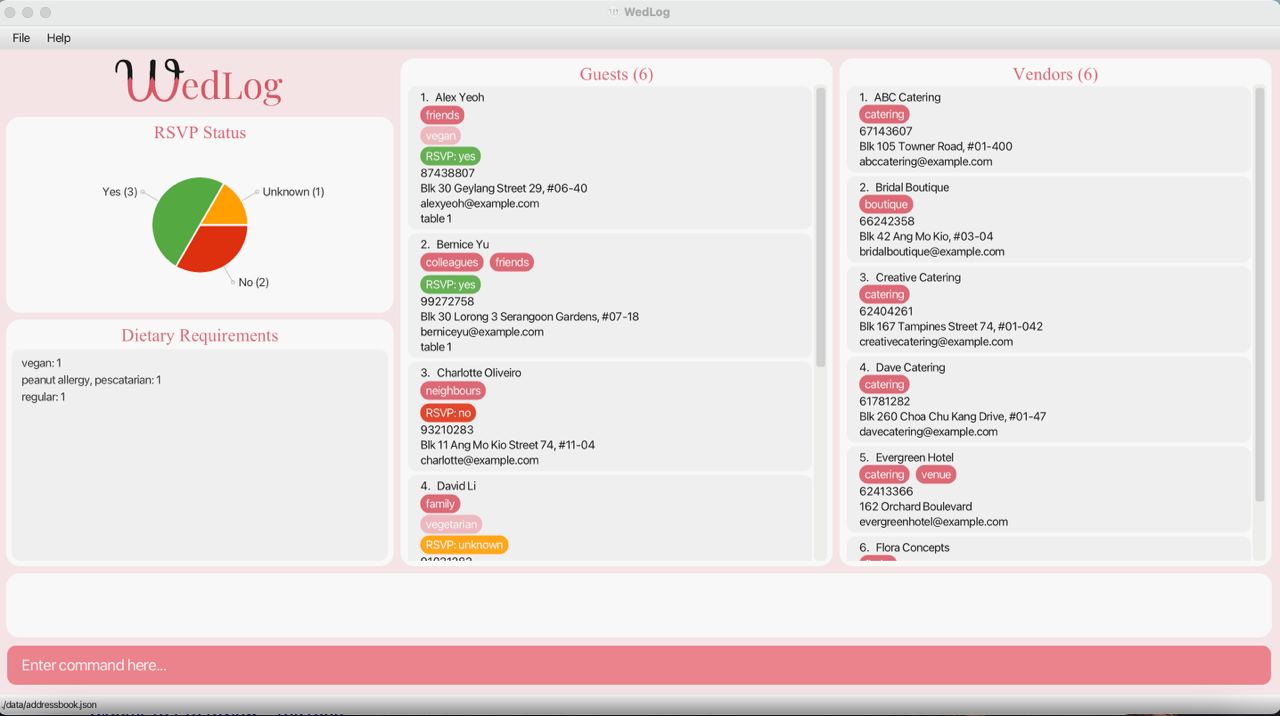 WedLog
File Help
WedLog
RSVP Status
Yes (3)
Unknown (1)
No (2)
Dietary Requirements
vegan: 1
peanut allergy, pescatarian: 1
regular: 1
Guests (6)
1. Alex Yeoh
friends
vegan
RSVP: yes
87438807
Blk 30 Geylang Street 29, #06-40
alexyeoh@example.com
table 1
2. Bernice Yu
colleagues friends
RSVP: yes
99272758
Blk 30 Lorong 3 Serangoon Gardens, #07-18
berniceyu@example.com
table 1
3. Charlotte Oliveiro
neighbours
RSVP: no
93210283
Blk 11 Ang Mo Kio Street 74, #11-04
charlotte@example.com
4. David Li
family
vegetarian
RSVP: unknown
Vendors (6)
1. ABC Catering
catering
67143607
Blk 105 Towner Road, #01-400
abccatering@example.com
2. Bridal Boutique
boutique
66242358
Blk 42 Ang Mo Kio, #03-04
bridalboutique@example.com
3. Creative Catering
catering
62404261
Blk 167 Tampines Street 74, #01-042
creativecatering@example.com
4. Dave Catering
catering
61781282
Blk 260 Choa Chu Kang Drive, #01-47
davecatering@example.com
5. Evergreen Hotel
catering venue
62413366
162 Orchard Boulevard
evergreenhotel@example.com
6. Flora Concepts
Enter command here...
./data/addressbook.json